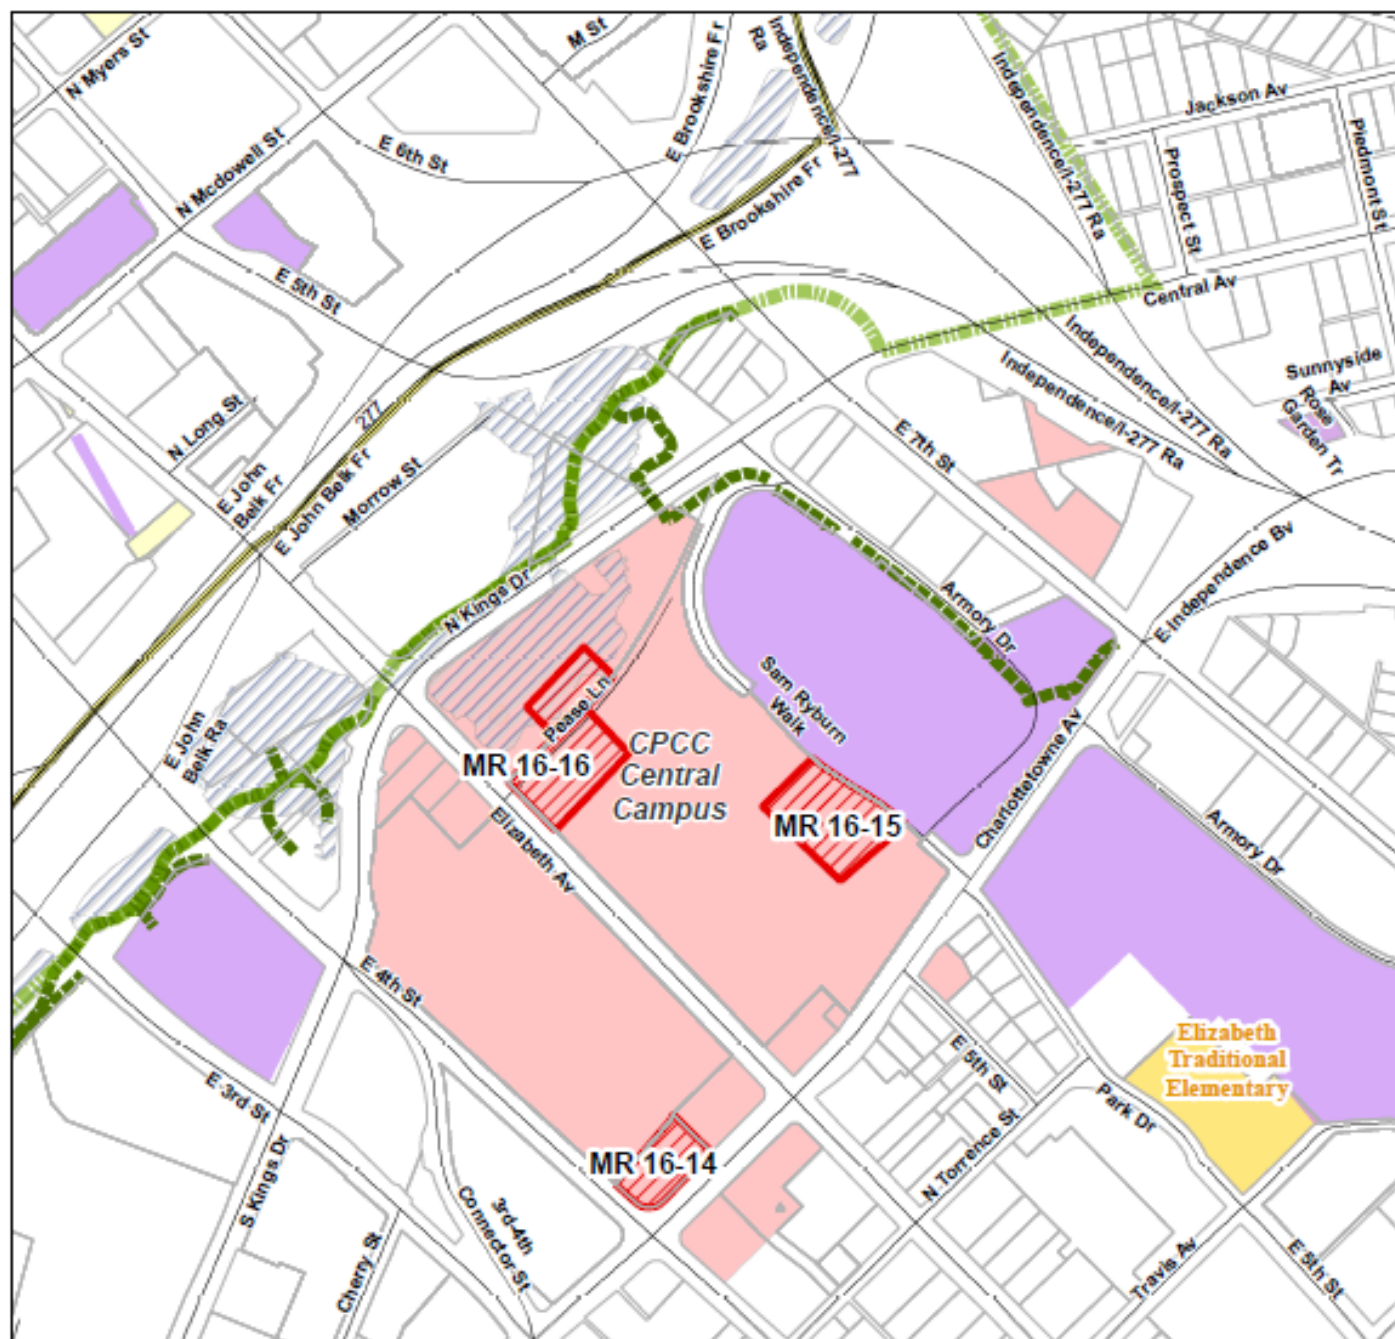 N Myers St
M St
E Brookshire Fr
Independence/I-277
Ra
Independence/I-277 Ra
Jackson Av
Piedmont St
Prospect St
N Mcdowell St
E 6th St
E Brookshire Fr
E 5th St
Central Av
Independence/I-277 Ra
Independence/I-277 Ra
Sunnyside
Av
Rose
Garden Tr
277
N Long St
E John
Belk Fr
E John Belk Fr
Morrow St
E 7th St
E Independence Bv
N Kings Dr
Armory Dr
Sam Ryburn
Walk
Pease Ln
E John
Belk Ra
MR 16-16
CPCC
Central
Campus
MR 16-15
Charlottetowne Av
Armory Dr
Elizabeth Av
E 4th St
E 3rd St
S Kings Dr
Cherry St
3rd-4th
Connector St
MR 16-14
E 5th St
N Torrence St
Park Dr
Elizabeth
Traditional
Elementary
Travis Av
E 5th St